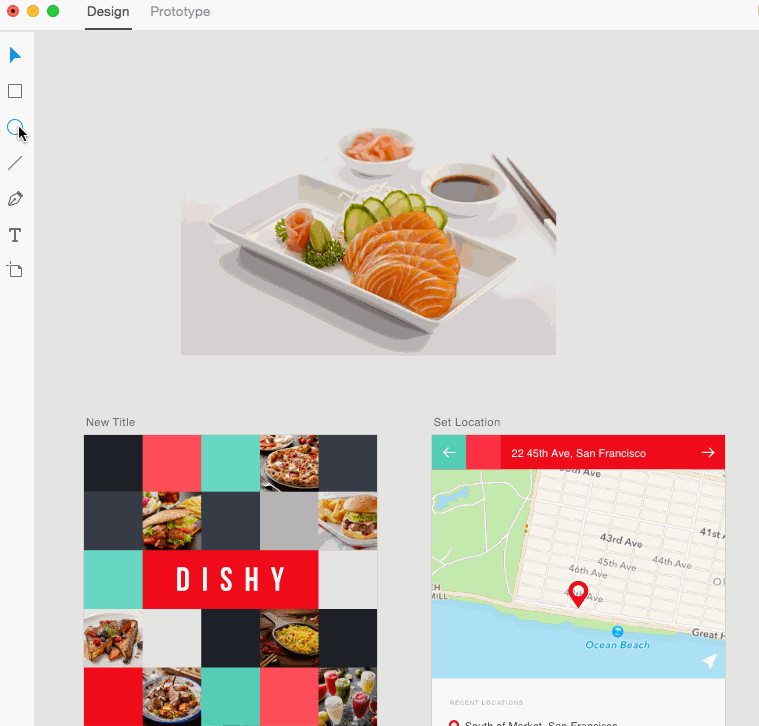 Design Prototype
T
New Title
Set Location
22 45th Ave, San Francisco
43rd Ave
41st
44th Ave
45th Ave
46th Ave
DISHY
Great H
Ocean Beach
RECENT LOCATIONS
South of Market, San Francisco